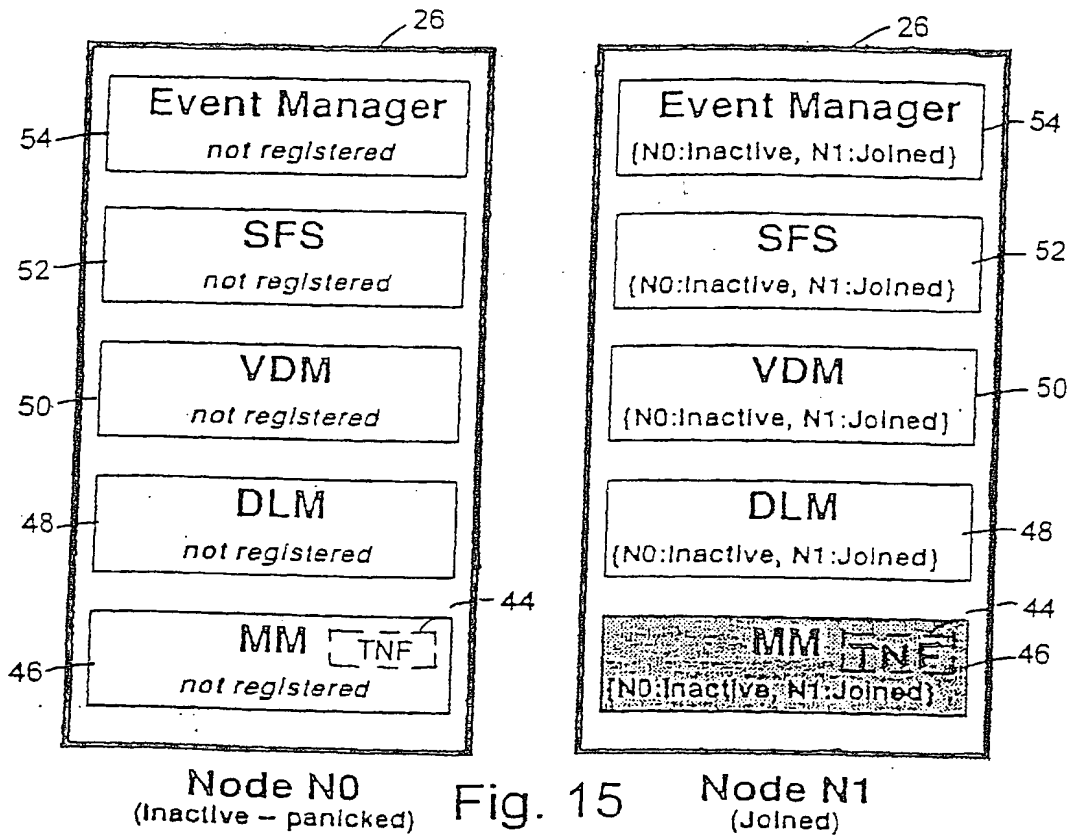 26
Event Manager
not registered
54
SFS
not registered
52
VDM
not registered
50
DLM
not registered
48
44
MM
TNF
not registered
46
Node N0
(Inactive – panicked)
26
Event Manager
{N0:Inactive, N1:Joined}
54
SFS
{N0:Inactive, N1:Joined}
52
VDM
{N0:Inactive, N1:Joined}
50
DLM
{N0:Inactive, N1:Joined}
48
44
MM
TNF
46
{N0:Inactive, N1:Joined}
Node N1
(Joined)
Fig. 15